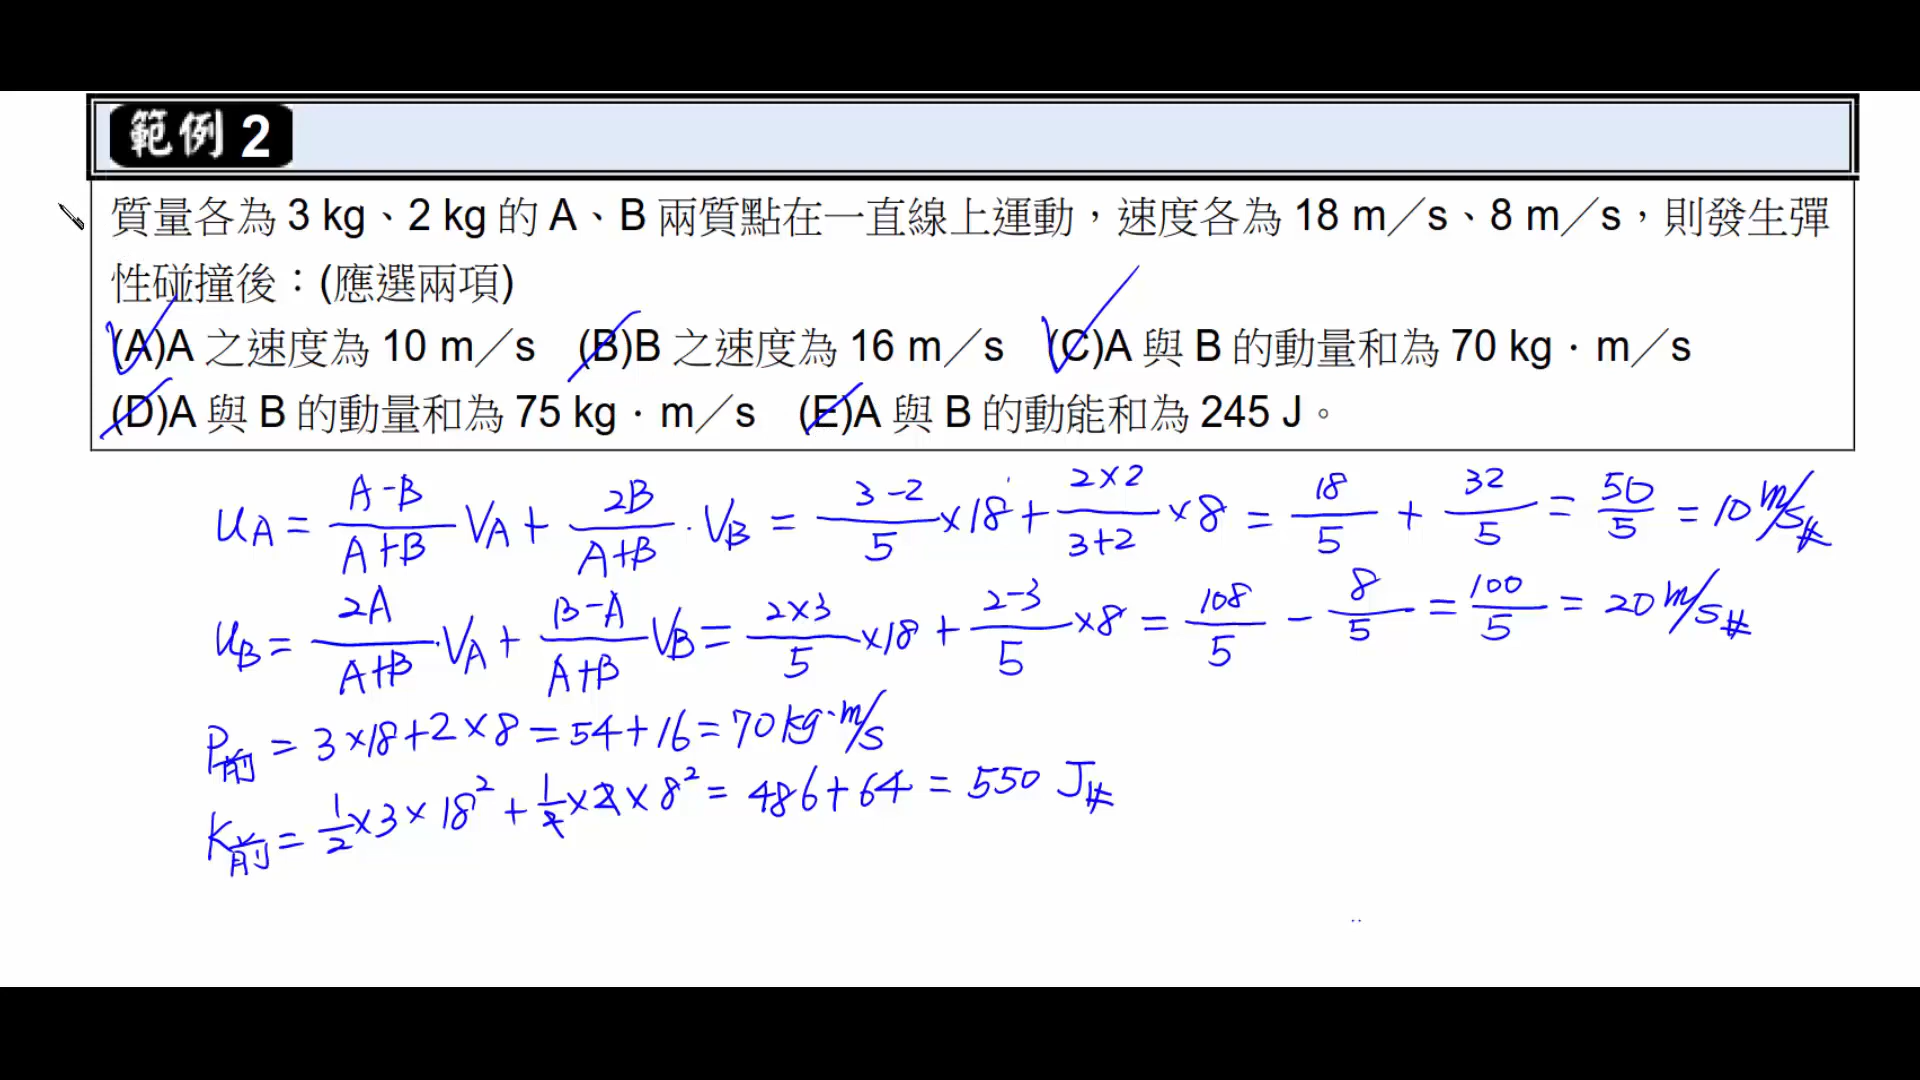 範例 2
質量各為 3 kg、2 kg 的 A、B 兩質點在一直線上運動，速度各為 18 m／s、8 m／s，則發生彈
性碰撞後：(應選兩項)
(A)A 之速度為 10 m／s (B)B 之速度為 16 m／s (C)A 與 B 的動量和為 70 kg．m／s
(D)A 與 B 的動量和為 75 kg．m／s (E)A 與 B 的動能和為 245 J。
uA = (A-B)/(A+B) VA + 2B/(A+B) · VB = (3-2)/5 ×18 + (2×2)/(3+2) ×8 = 18/5 + 32/5 = 50/5 = 10 m/s #
uB = 2A/(A+B) · VA + (B-A)/(A+B) VB = (2×3)/5 ×18 + (2-3)/5 ×8 = 108/5 - 8/5 = 100/5 = 20 m/s #
P前 = 3×18+2×8 = 54+16 = 70 kg·m/s
K前 = 1/2 ×3×18² + 1/2 ×2×8² = 486+64 = 550 J #